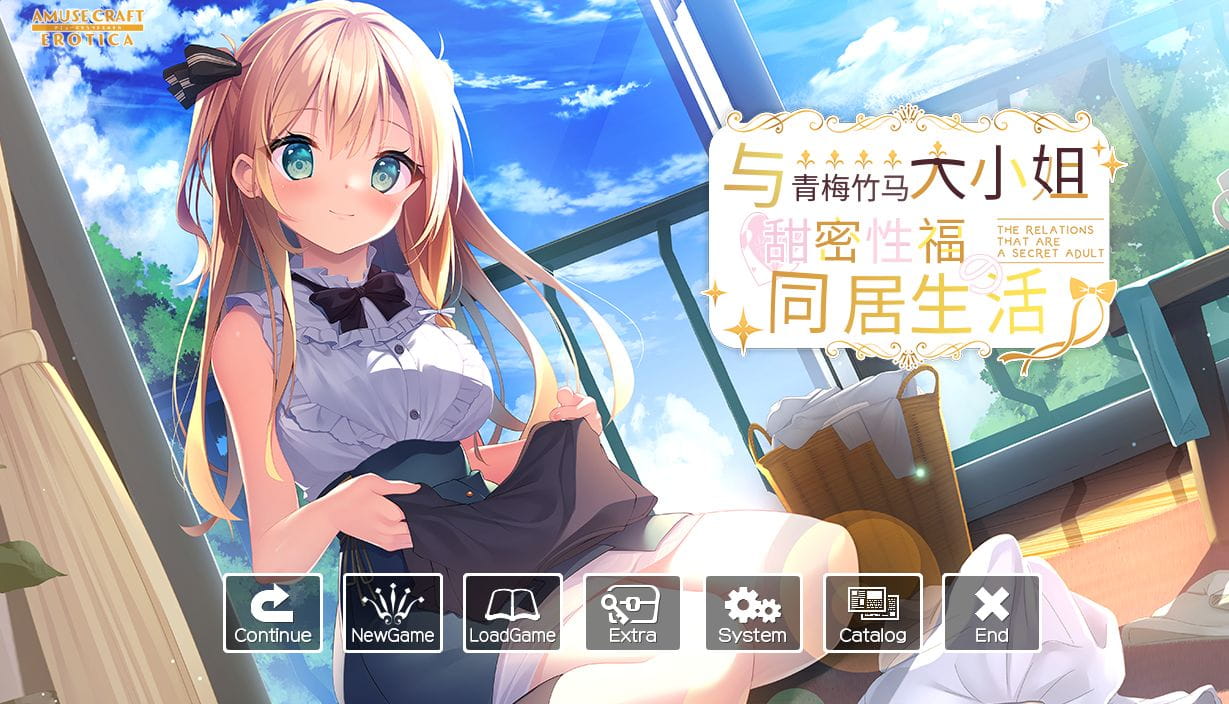 AMUSE CRAFT
EROTICA
与青梅竹马大小姐
甜密性福の
同居生活
THE RELATIONS
THAT ARE
A SECRET ADULT
Continue
NewGame
LoadGame
Extra
System
Catalog
End